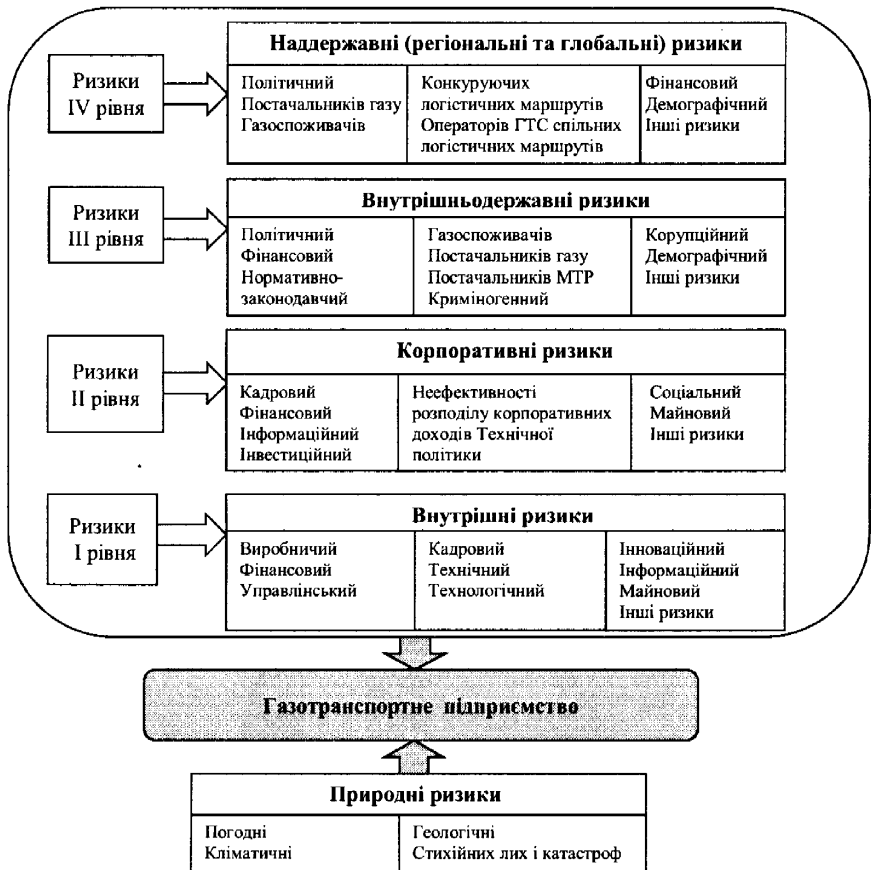 Наддержавні (регіональні та глобальні) ризики
Ризики
IV рівня
Політичний
Постачальників газу
Газоспоживачів
Конкуруючих
логістичних маршрутів
Операторів ГТС спільних
логістичних маршрутів
Фінансовий
Демографічний
Інші ризики
Внутрішньодержавні ризики
Ризики
III рівня
Політичний
Фінансовий
Нормативно-
законодавчий
Газоспоживачів
Постачальників газу
Постачальників МТР
Криміногенний
Корупційний
Демографічний
Інші ризики
Корпоративні ризики
Ризики
II рівня
Кадровий
Фінансовий
Інформаційний
Інвестиційний
Неефективності
розподілу корпоративних
доходів Технічної
політики
Соціальний
Майновий
Інші ризики
Внутрішні ризики
Ризики
I рівня
Виробничий
Фінансовий
Управлінський
Кадровий
Технічний
Технологічний
Інноваційний
Інформаційний
Майновий
Інші ризики
Газотранспортне підприємство
Природні ризики
Погодні
Кліматичні
Геологічні
Стихійних лих і катастроф